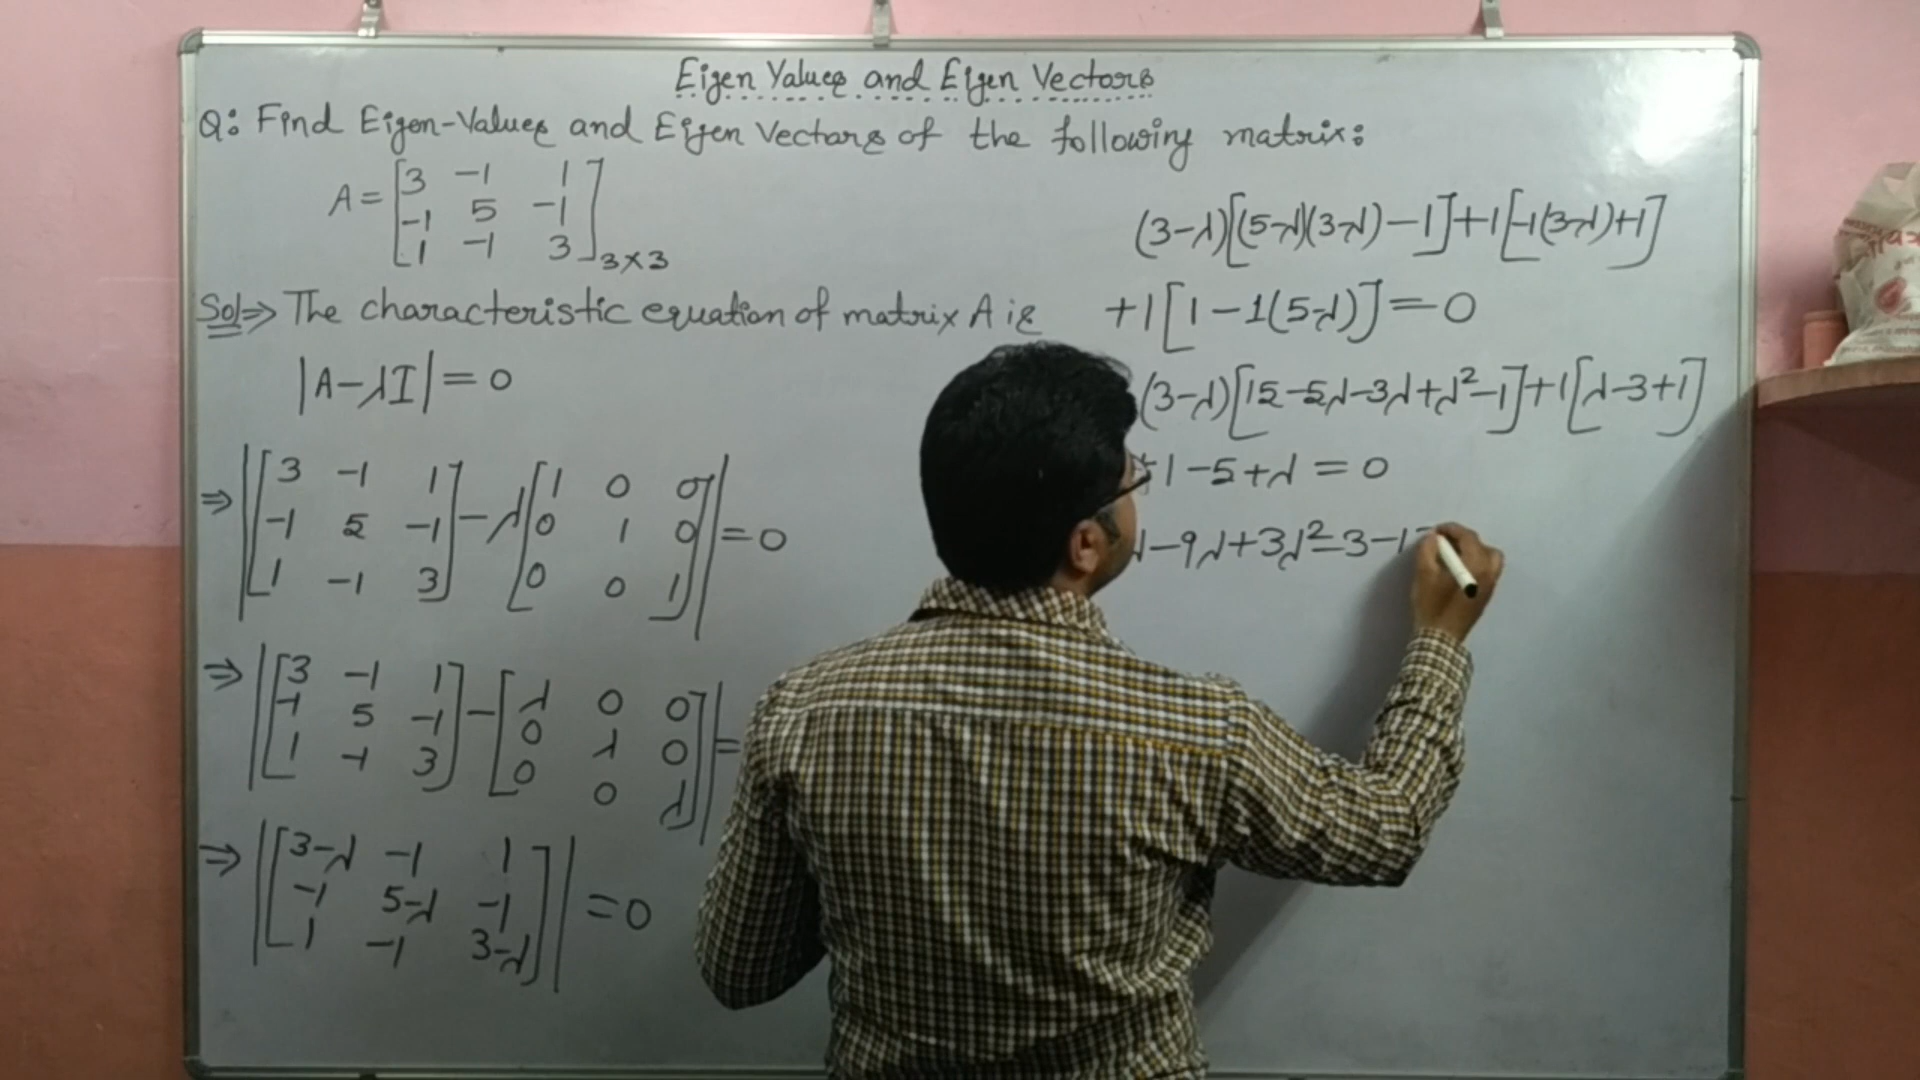 Eigen Values and Eigen Vectors
Q: Find Eigen-Values and Eigen Vectors of the following matrix:
A = [3 -1 1
-1 5 -1
1 -1 3]3×3
Sol ⇒ The characteristic equation of matrix A is
|A-λI| = 0
⇒ |[3 -1 1
-1 5 -1
1 -1 3] - λ[1 0 0
0 1 0
0 0 1]| = 0
⇒ |[3 -1 1
-1 5 -1
1 -1 3] - [λ 0 0
0 λ 0
0 0 λ]| =
⇒ |[3-λ -1 1
-1 5-λ -1
1 -1 3-λ]| = 0
(3-λ)[(5-λ)(3-λ)-1]+1[-1(3-λ)+1]
+1[1-1(5-λ)] = 0
(3-λ)[15-5λ-3λ+λ²-1]+1[λ-3+1]
+1-5+λ = 0
λ-9λ+3λ²-3-1